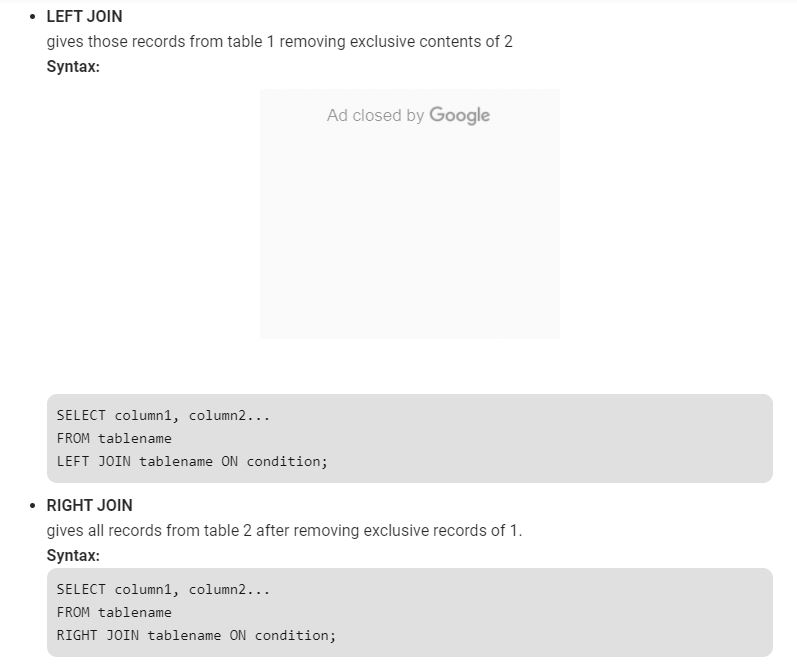 LEFT JOIN
gives those records from table 1 removing exclusive contents of 2
Syntax:
Ad closed by Google
SELECT column1, column2...
FROM tablename
LEFT JOIN tablename ON condition;
RIGHT JOIN
gives all records from table 2 after removing exclusive records of 1.
Syntax:
SELECT column1, column2...
FROM tablename
RIGHT JOIN tablename ON condition;